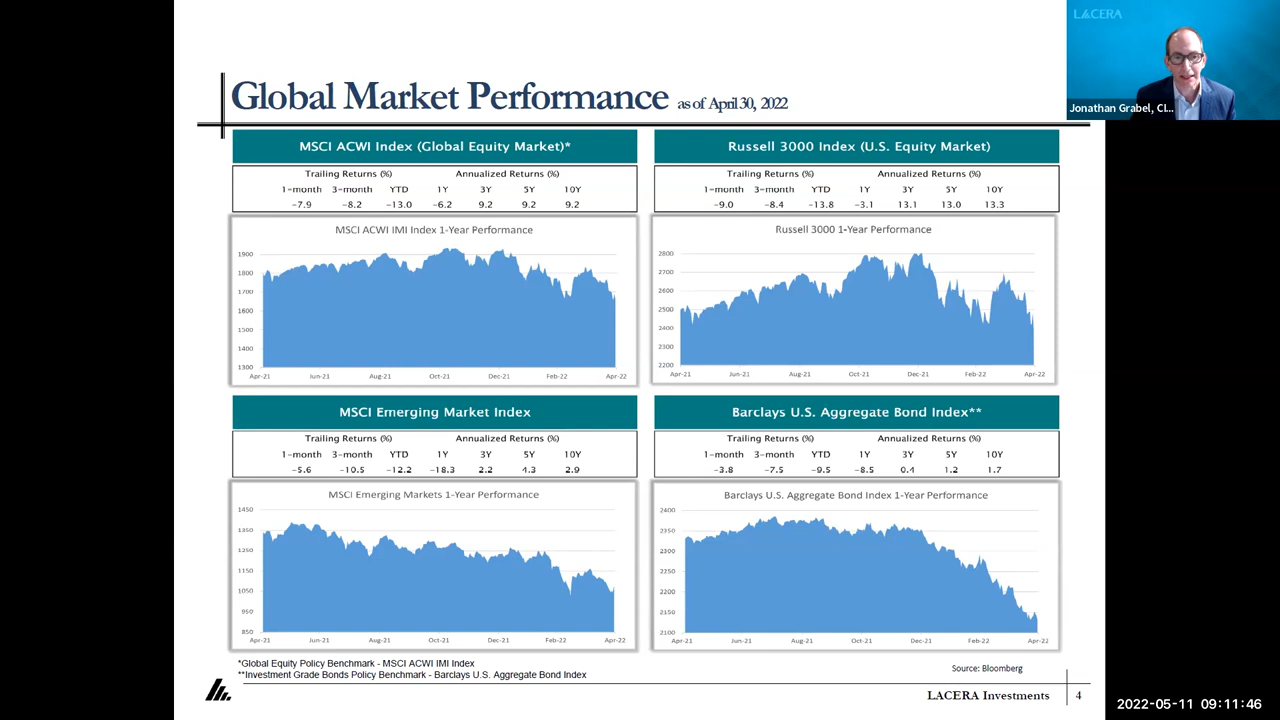 LACERA
Jonathan Grabel, CI...
Global Market Performance as of April 30, 2022
MSCI ACWI Index (Global Equity Market)*
Trailing Returns (%) Annualized Returns (%)
1-month 3-month YTD 1Y 3Y 5Y 10Y
-7.9 -8.2 -13.0 -6.2 9.2 9.2 9.2
MSCI ACWI IMI Index 1-Year Performance
1900
1800
1700
1600
1500
1400
1300
Apr-21 Jun-21 Aug-21 Oct-21 Dec-21 Feb-22 Apr-22
Russell 3000 Index (U.S. Equity Market)
Trailing Returns (%) Annualized Returns (%)
1-month 3-month YTD 1Y 3Y 5Y 10Y
-9.0 -8.4 -13.8 -3.1 13.1 13.0 13.3
Russell 3000 1-Year Performance
2800
2700
2600
2500
2400
2300
2200
Apr-21 Jun-21 Aug-21 Oct-21 Dec-21 Feb-22 Apr-22
MSCI Emerging Market Index
Trailing Returns (%) Annualized Returns (%)
1-month 3-month YTD 1Y 3Y 5Y 10Y
-5.6 -10.5 -12.2 -18.3 2.2 4.3 2.9
MSCI Emerging Markets 1-Year Performance
1450
1350
1250
1150
1050
950
850
Apr-21 Jun-21 Aug-21 Oct-21 Dec-21 Feb-22 Apr-22
Barclays U.S. Aggregate Bond Index**
Trailing Returns (%) Annualized Returns (%)
1-month 3-month YTD 1Y 3Y 5Y 10Y
-3.8 -7.5 -9.5 -8.5 0.4 1.2 1.7
Barclays U.S. Aggregate Bond Index 1-Year Performance
2400
2350
2300
2250
2200
2150
2100
Apr-21 Jun-21 Aug-21 Oct-21 Dec-21 Feb-22 Apr-22
*Global Equity Policy Benchmark - MSCI ACWI IMI Index
**Investment Grade Bonds Policy Benchmark - Barclays U.S. Aggregate Bond Index
Source: Bloomberg
LACERA Investments 4
2022-05-11 09:11:46